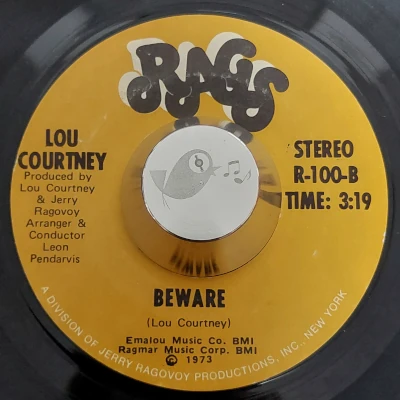 RAGS
LOU
COURTNEY
Produced by
Lou Courtney
& Jerry
Ragovoy
Arranger &
Conductor
Leon
Pendarvis
STEREO
R-100-B
TIME: 3:19
BEWARE
(Lou Courtney)
Emalou Music Co. BMI
Ragmar Music Corp. BMI
© 1973
A DIVISION OF JERRY RAGOVOY PRODUCTIONS, INC., NEW YORK